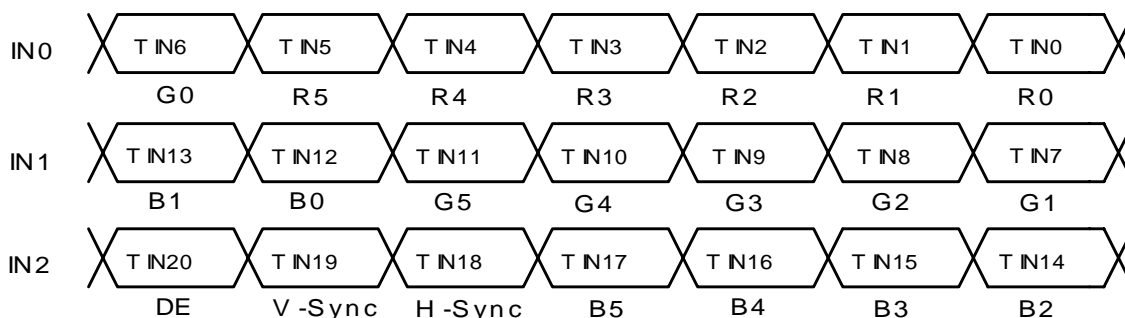 IN0 TIN6 TIN5 TIN4 TIN3 TIN2 TIN1 TIN0
G0 R5 R4 R3 R2 R1 R0
IN1 TIN13 TIN12 TIN11 TIN10 TIN9 TIN8 TIN7
B1 B0 G5 G4 G3 G2 G1
IN2 TIN20 TIN19 TIN18 TIN17 TIN16 TIN15 TIN14
DE V-Sync H-Sync B5 B4 B3 B2